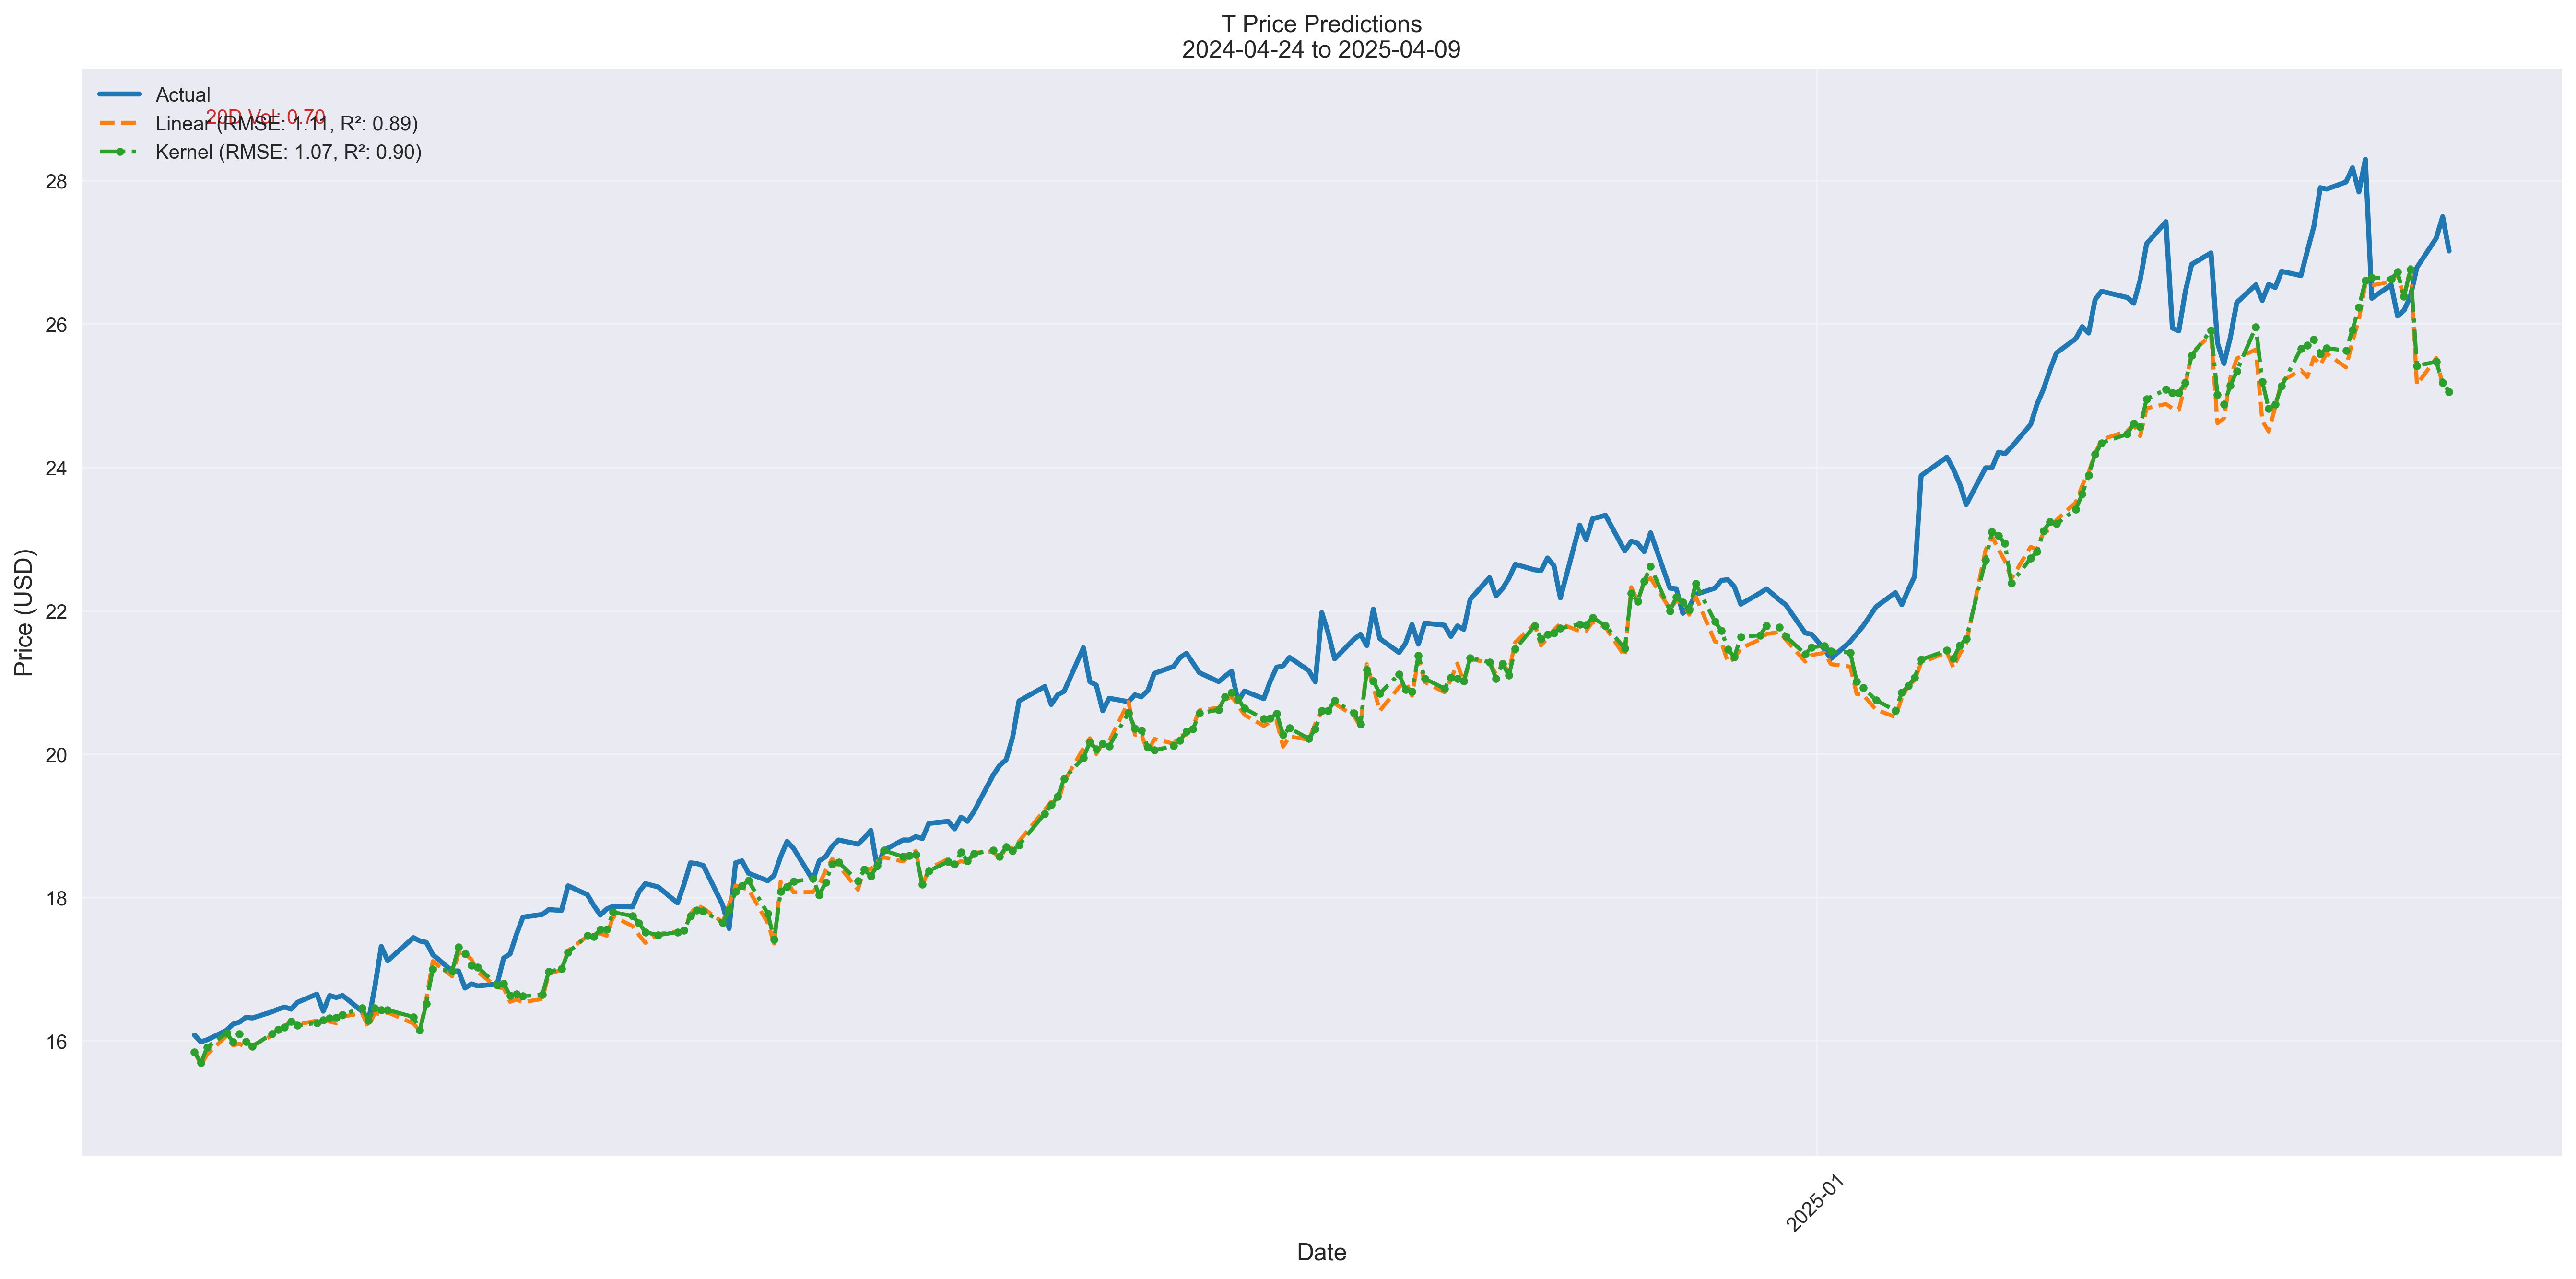 T Price Predictions
2024-04-24 to 2025-04-09
Actual
20D Vol: 0.70
Linear (RMSE: 1.11, R²: 0.89)
Kernel (RMSE: 1.07, R²: 0.90)
28
26
24
22
20
18
16
Price (USD)
2025-01
Date